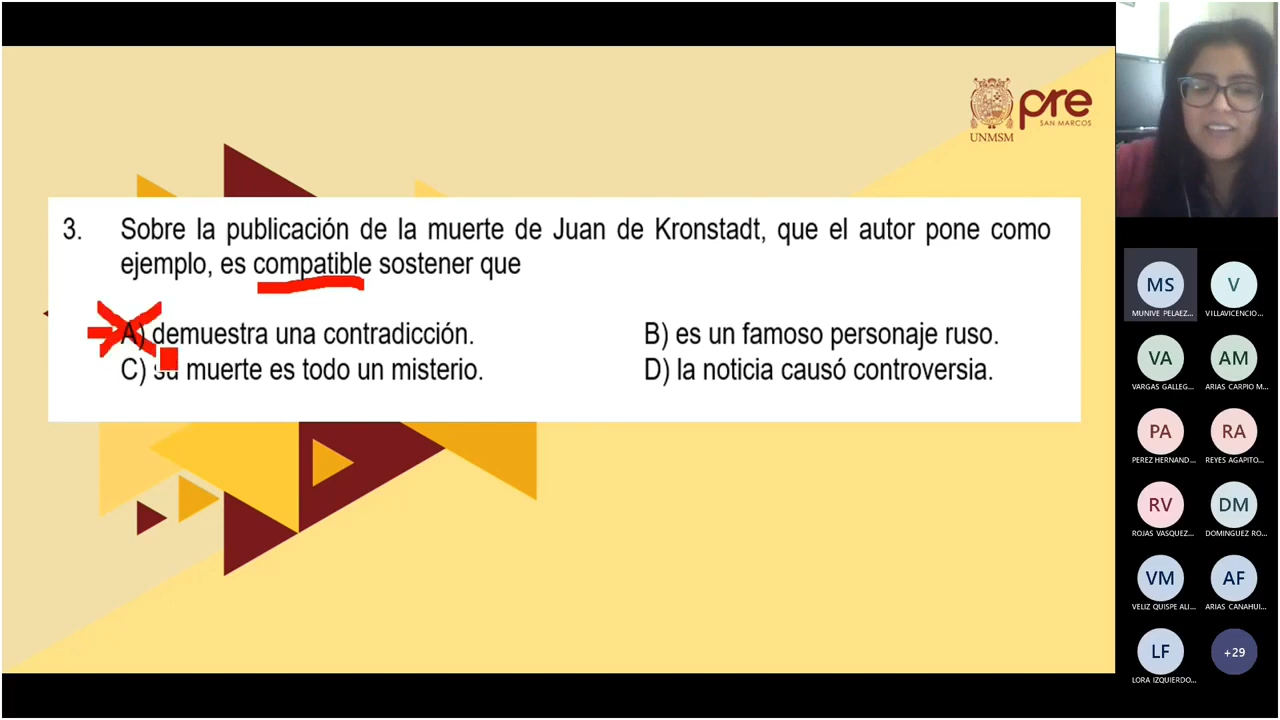 pre
SAN MARCOS
UNMSM
3. Sobre la publicación de la muerte de Juan de Kronstadt, que el autor pone como
ejemplo, es compatible sostener que
A) demuestra una contradicción. B) es un famoso personaje ruso.
C) su muerte es todo un misterio. D) la noticia causó controversia.
MS V
MUNIVE PELAEZ... VILLAVICENCIO...
VA AM
VARGAS GALLEG... ARIAS CARPIO M...
PA RA
PEREZ HERNAND... REYES AGAPITO...
RV DM
ROJAS VASQUEZ... DOMINGUEZ RO...
VM AF
VELIZ QUISPE ALI... ARIAS CANAHUI...
LF +29
LORA IZQUIERDO...